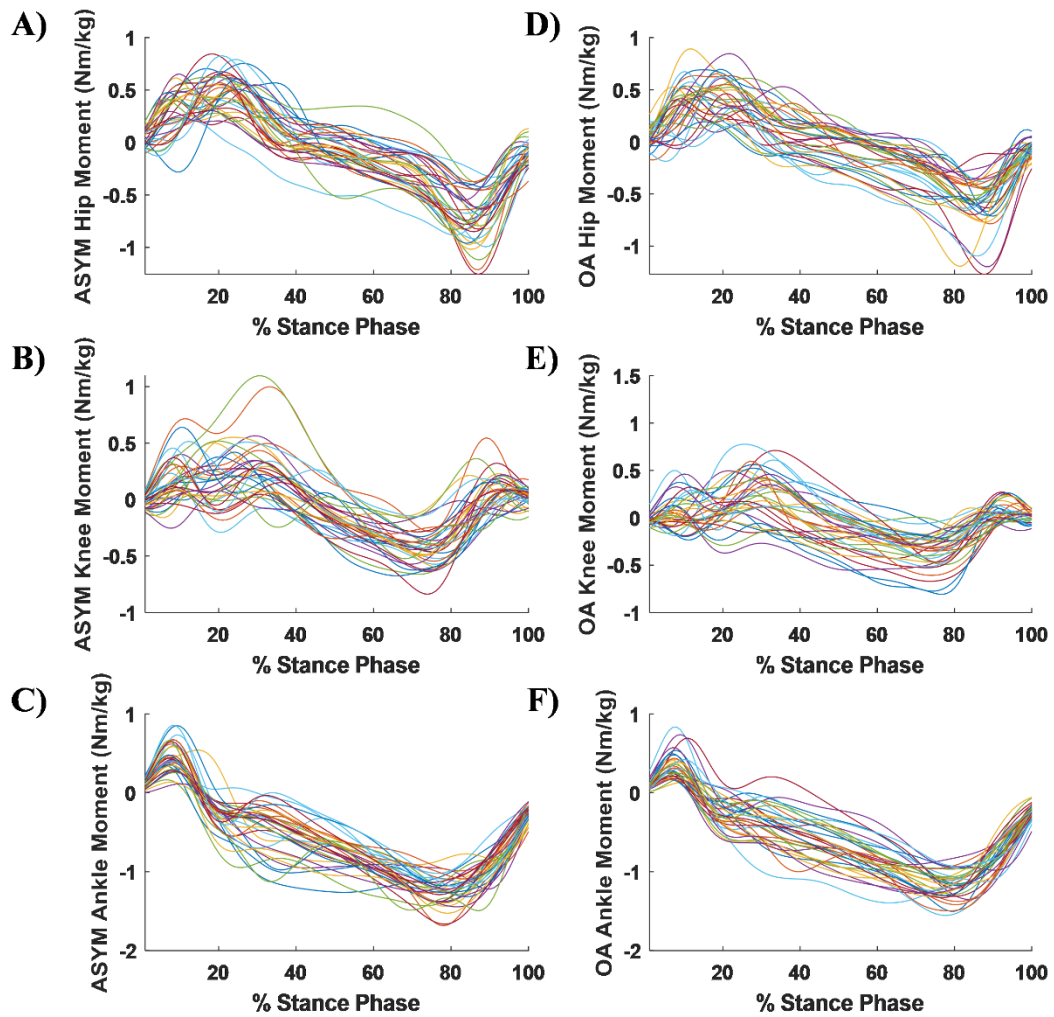 A)
ASYM Hip Moment (Nm/kg)
1
0.5
0
-0.5
-1
20 40 60 80 100
% Stance Phase
D)
OA Hip Moment (Nm/kg)
1
0.5
0
-0.5
-1
20 40 60 80 100
% Stance Phase
B)
ASYM Knee Moment (Nm/kg)
1
0.5
0
-0.5
-1
20 40 60 80 100
% Stance Phase
E)
OA Knee Moment (Nm/kg)
1.5
1
0.5
0
-0.5
-1
20 40 60 80 100
% Stance Phase
C)
ASYM Ankle Moment (Nm/kg)
1
0
-1
-2
20 40 60 80 100
% Stance Phase
F)
OA Ankle Moment (Nm/kg)
1
0
-1
-2
20 40 60 80 100
% Stance Phase